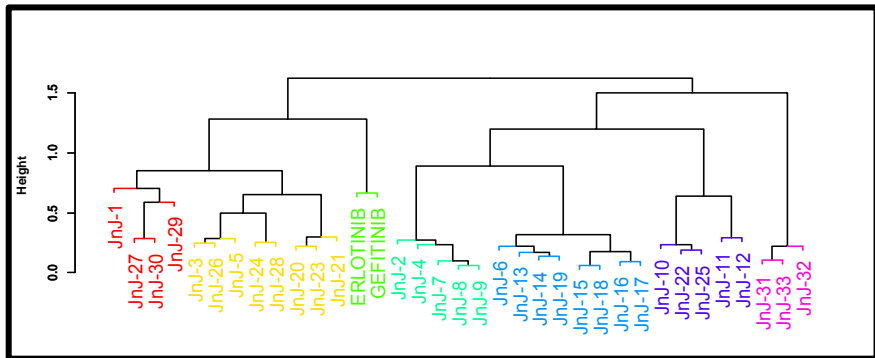 Height
1.5
1.0
0.5
0.0
JnJ-1
JnJ-27
JnJ-30
JnJ-29
JnJ-3
JnJ-26
JnJ-5
JnJ-24
JnJ-28
JnJ-20
JnJ-23
JnJ-21
ERLOTINIB
GEFITINIB
JnJ-2
JnJ-4
JnJ-7
JnJ-8
JnJ-9
JnJ-6
JnJ-13
JnJ-14
JnJ-19
JnJ-15
JnJ-18
JnJ-16
JnJ-17
JnJ-10
JnJ-22
JnJ-25
JnJ-11
JnJ-12
JnJ-31
JnJ-33
JnJ-32